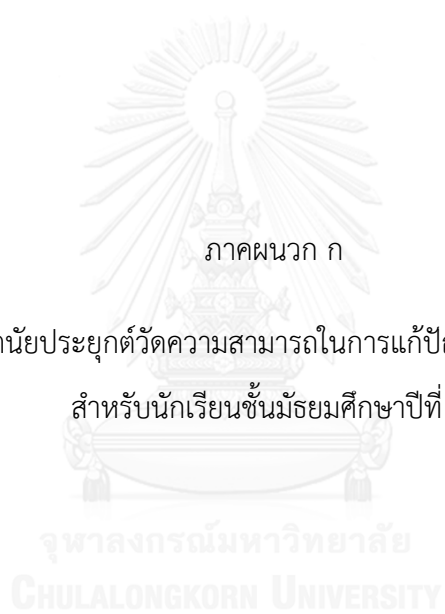 ภาคผนวก ก
นัยประยุกต์วัดความสามารถในการแก้
สำหรับนักเรียนชั้นมัธยมศึกษาปีที่
จุฬาลงกรณ์มหาวิทยาลัย
CHULALONGKORN UNIVERSITY